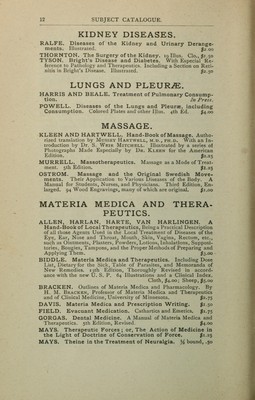 12 SUBJECT CATALOGUE.
KIDNEY DISEASES.
RALFE. Diseases of the Kidney and Urinary Derange-
ments. Illustrated. $2.00
THORNTON. The Surgery of the Kidney. 19 Illus. Clo., $1.50
TYSON. Bright's Disease and Diabetes. With Especial Re-
ference to Pathology and Therapeutics. Including a Section on Reti-
nitis in Bright's Disease. Illustrated. $2.50
LUNGS AND PLEURÆ.
HARRIS AND BEALE. Treatment of Pulmonary Consump-
tion. In Press.
POWELL. Diseases of the Lungs and Pleuræ, including
Consumption. Colored Plates and other Illus. 4th Ed. $4.00
MASSAGE.
KLEEN AND HARTWELL. Hand-Book of Massage. Autho-
rized translation by Mussey Hartwell, M.D., PH.D. With an In-
troduction by Dr. S. Weir Mitchell. Illustrated by a series of
Photographs Made Especially by Dr. Kleen for the American
Edition. $2.25
MURRELL. Massotherapeutics. Massage as a Mode of Treat-
ment. 5th Edition. $1.25
OSTROM. Massage and the Original Swedish Move-
ments. Their Application to Various Diseases of the Body. A
Manual for Students, Nurses, and Physicians. Third Edition, En-
larged. 94 Wood Engravings, many of which are original. $1.00
MATERIA MEDICA AND THERA-
PEUTICS.
ALLEN, HARLAN, HARTE, VAN HARLINGEN. A
Hand-Book of Local Therapeutics, Being a Practical Description
of all those Agents Used in the Local Treatment of Diseases of the
Eye, Ear, Nose and Throat, Mouth, Skin, Vagina, Rectum, etc.,
such as Ointments, Plasters, Powders, Lotions, Inhalations, Supposi-
tories, Bougies, Tampons, and the Proper Methods of Preparing and
Applying Them. $3.00
BIDDLE. Materia Medica and Therapeutics. Including Dose
List, Dietary for the Sick, Table of Parasites, and Memoranda of
New Remedies. 13th Edition, Thoroughly Revised in accord-
ance with the new U. S. P. 64 Illustrations and a Clinical Index.
Cloth, $4.00; Sheep, $5.00
BRACKEN. Outlines of Materia Medica and Pharmacology. By
H. M. Bracken, Professor of Materia Medica and Therapeutics
and of Clinical Medicine, University of Minnesota. $2.75
DAVIS. Materia Medica and Prescription Writing. $1.50
FIELD. Evacuant Medication. Cathartics and Emetics. $1.75
GORGAS. Dental Medicine. A Manual of Materia Medica and
Therapeutics. 5th Edition, Revised. $4.00
MAYS. Therapeutic Forces; or, The Action of Medicine in
the Light of Doctrine of Conservation of Force. $1.25
MAYS. Theine in the Treatment of Neuralgia. ½ bound, .50